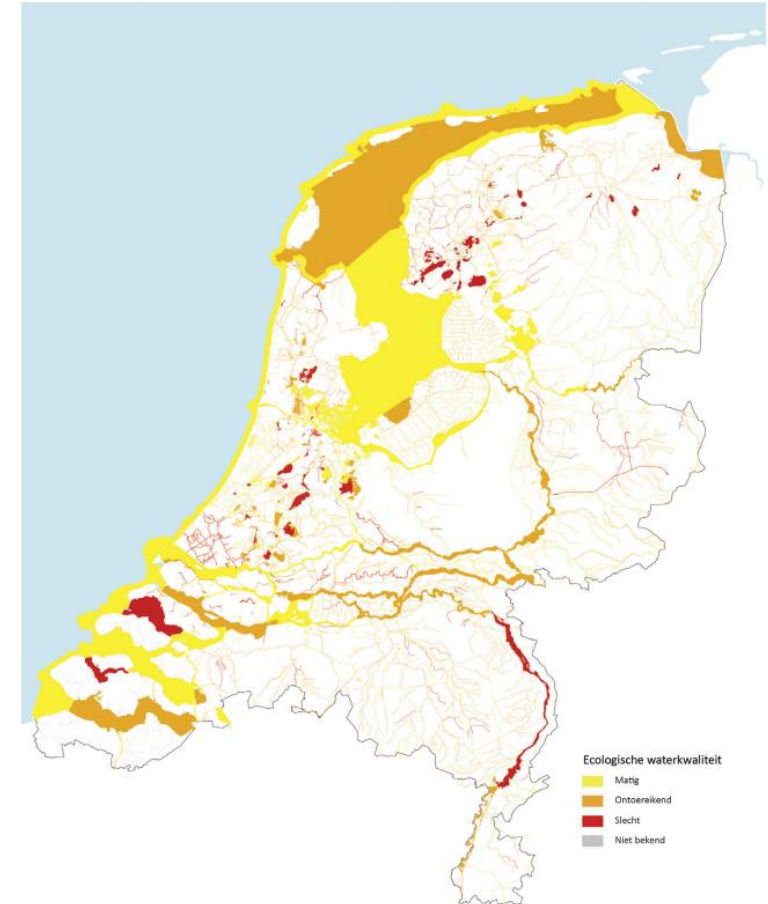 Ecologische waterkwaliteit
Matig
Ontoereikend
Slecht
Niet bekend